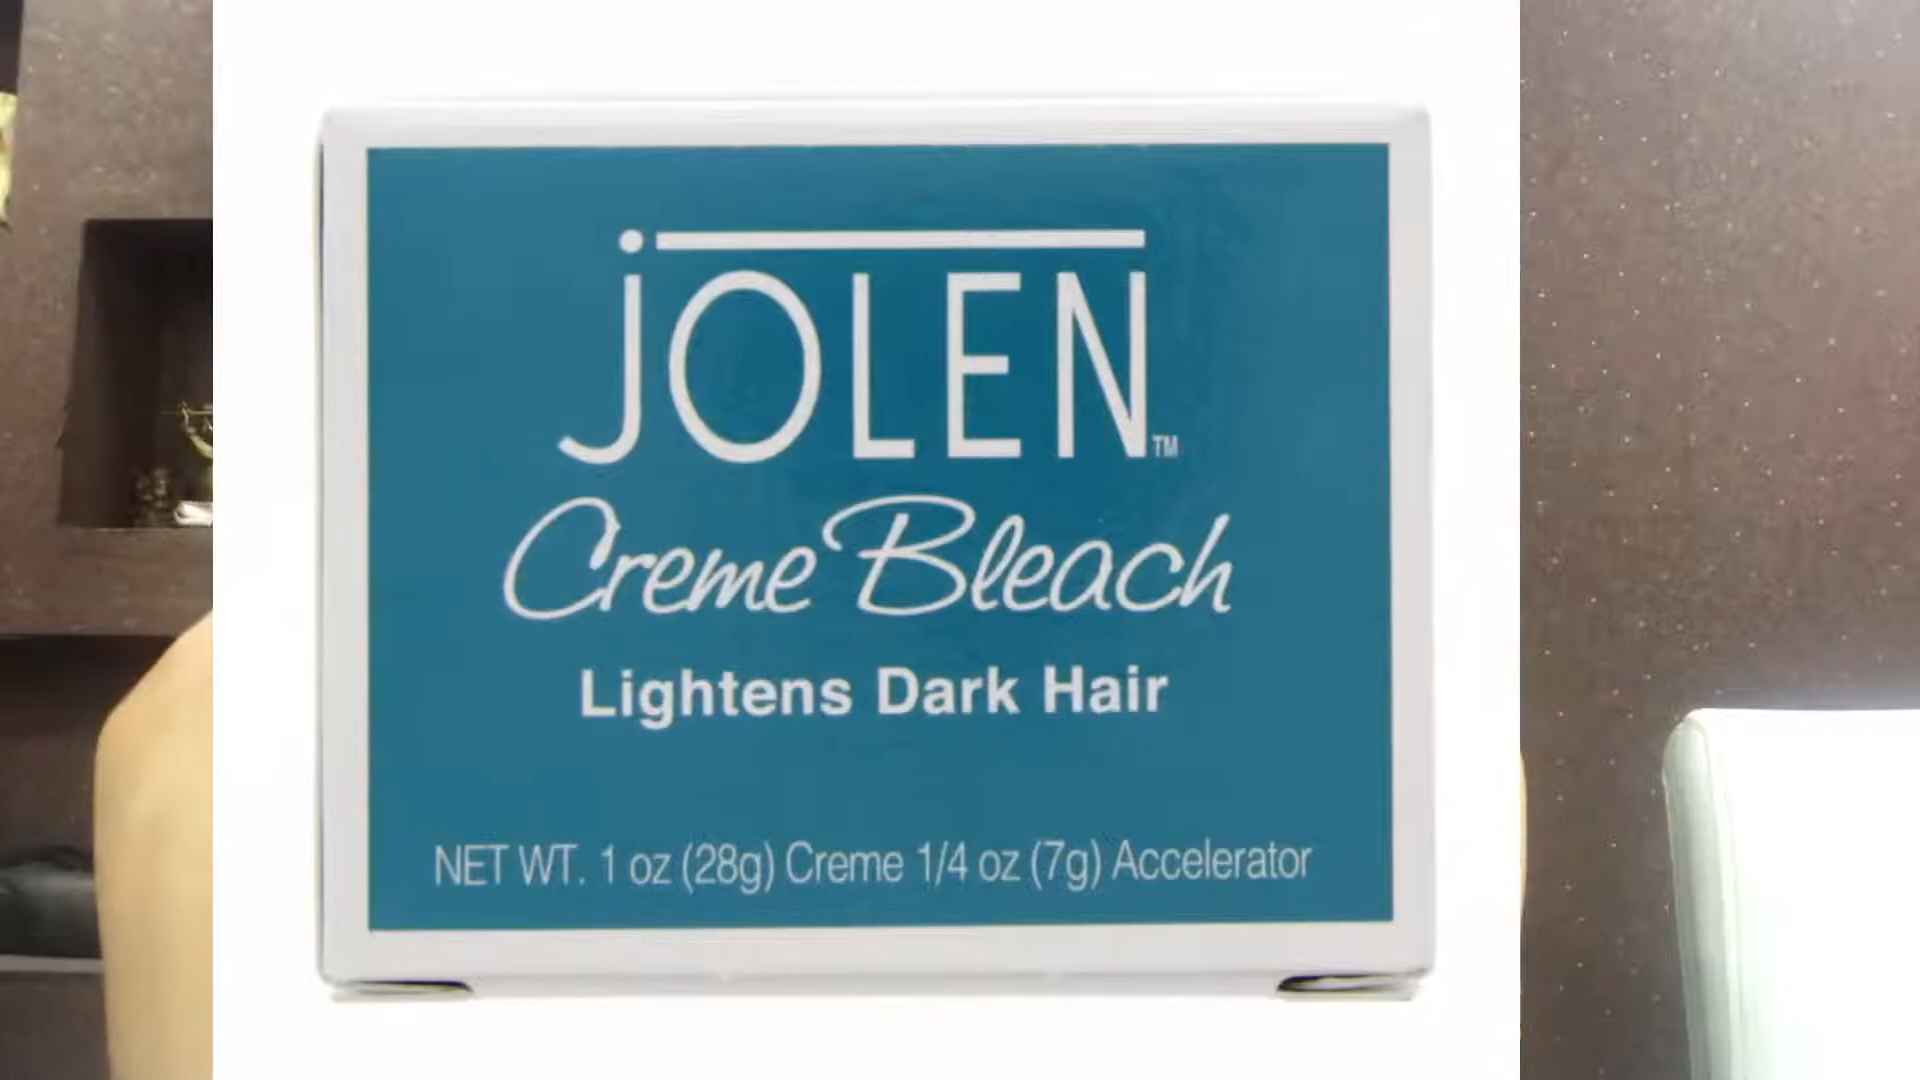 JOLEN™
Creme Bleach
Lightens Dark Hair
NET WT. 1 oz (28g) Creme 1/4 oz (7g) Accelerator